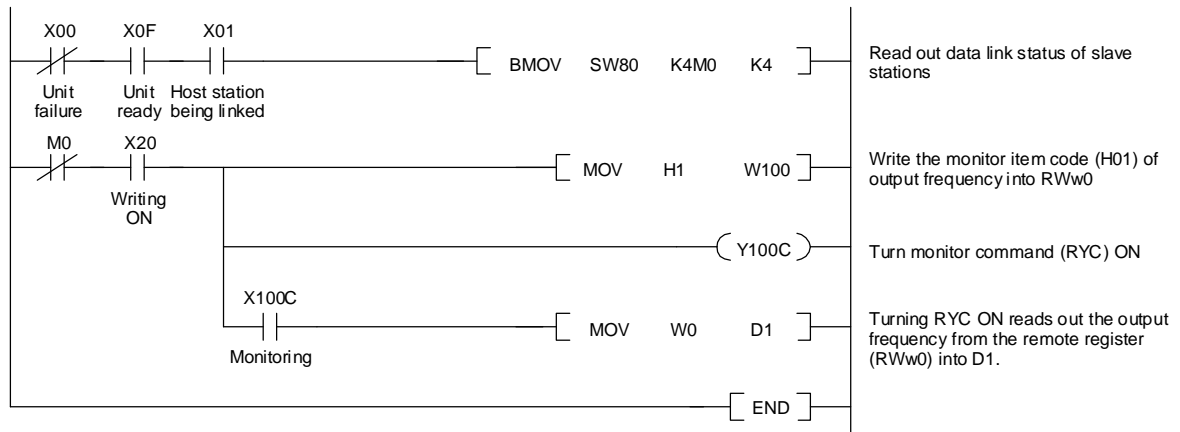 X00 X0F X01
BMOV SW80 K4M0 K4
Read out data link status of slave
stations
Unit Unit Host station
failure ready being linked
M0 X20
MOV H1 W100
Write the monitor item code (H01) of
output frequency into RWw0
Writing
ON
Y100C
Turn monitor command (RYC) ON
X100C
MOV W0 D1
Turning RYC ON reads out the output
frequency from the remote register
(RWw0) into D1.
Monitoring
END